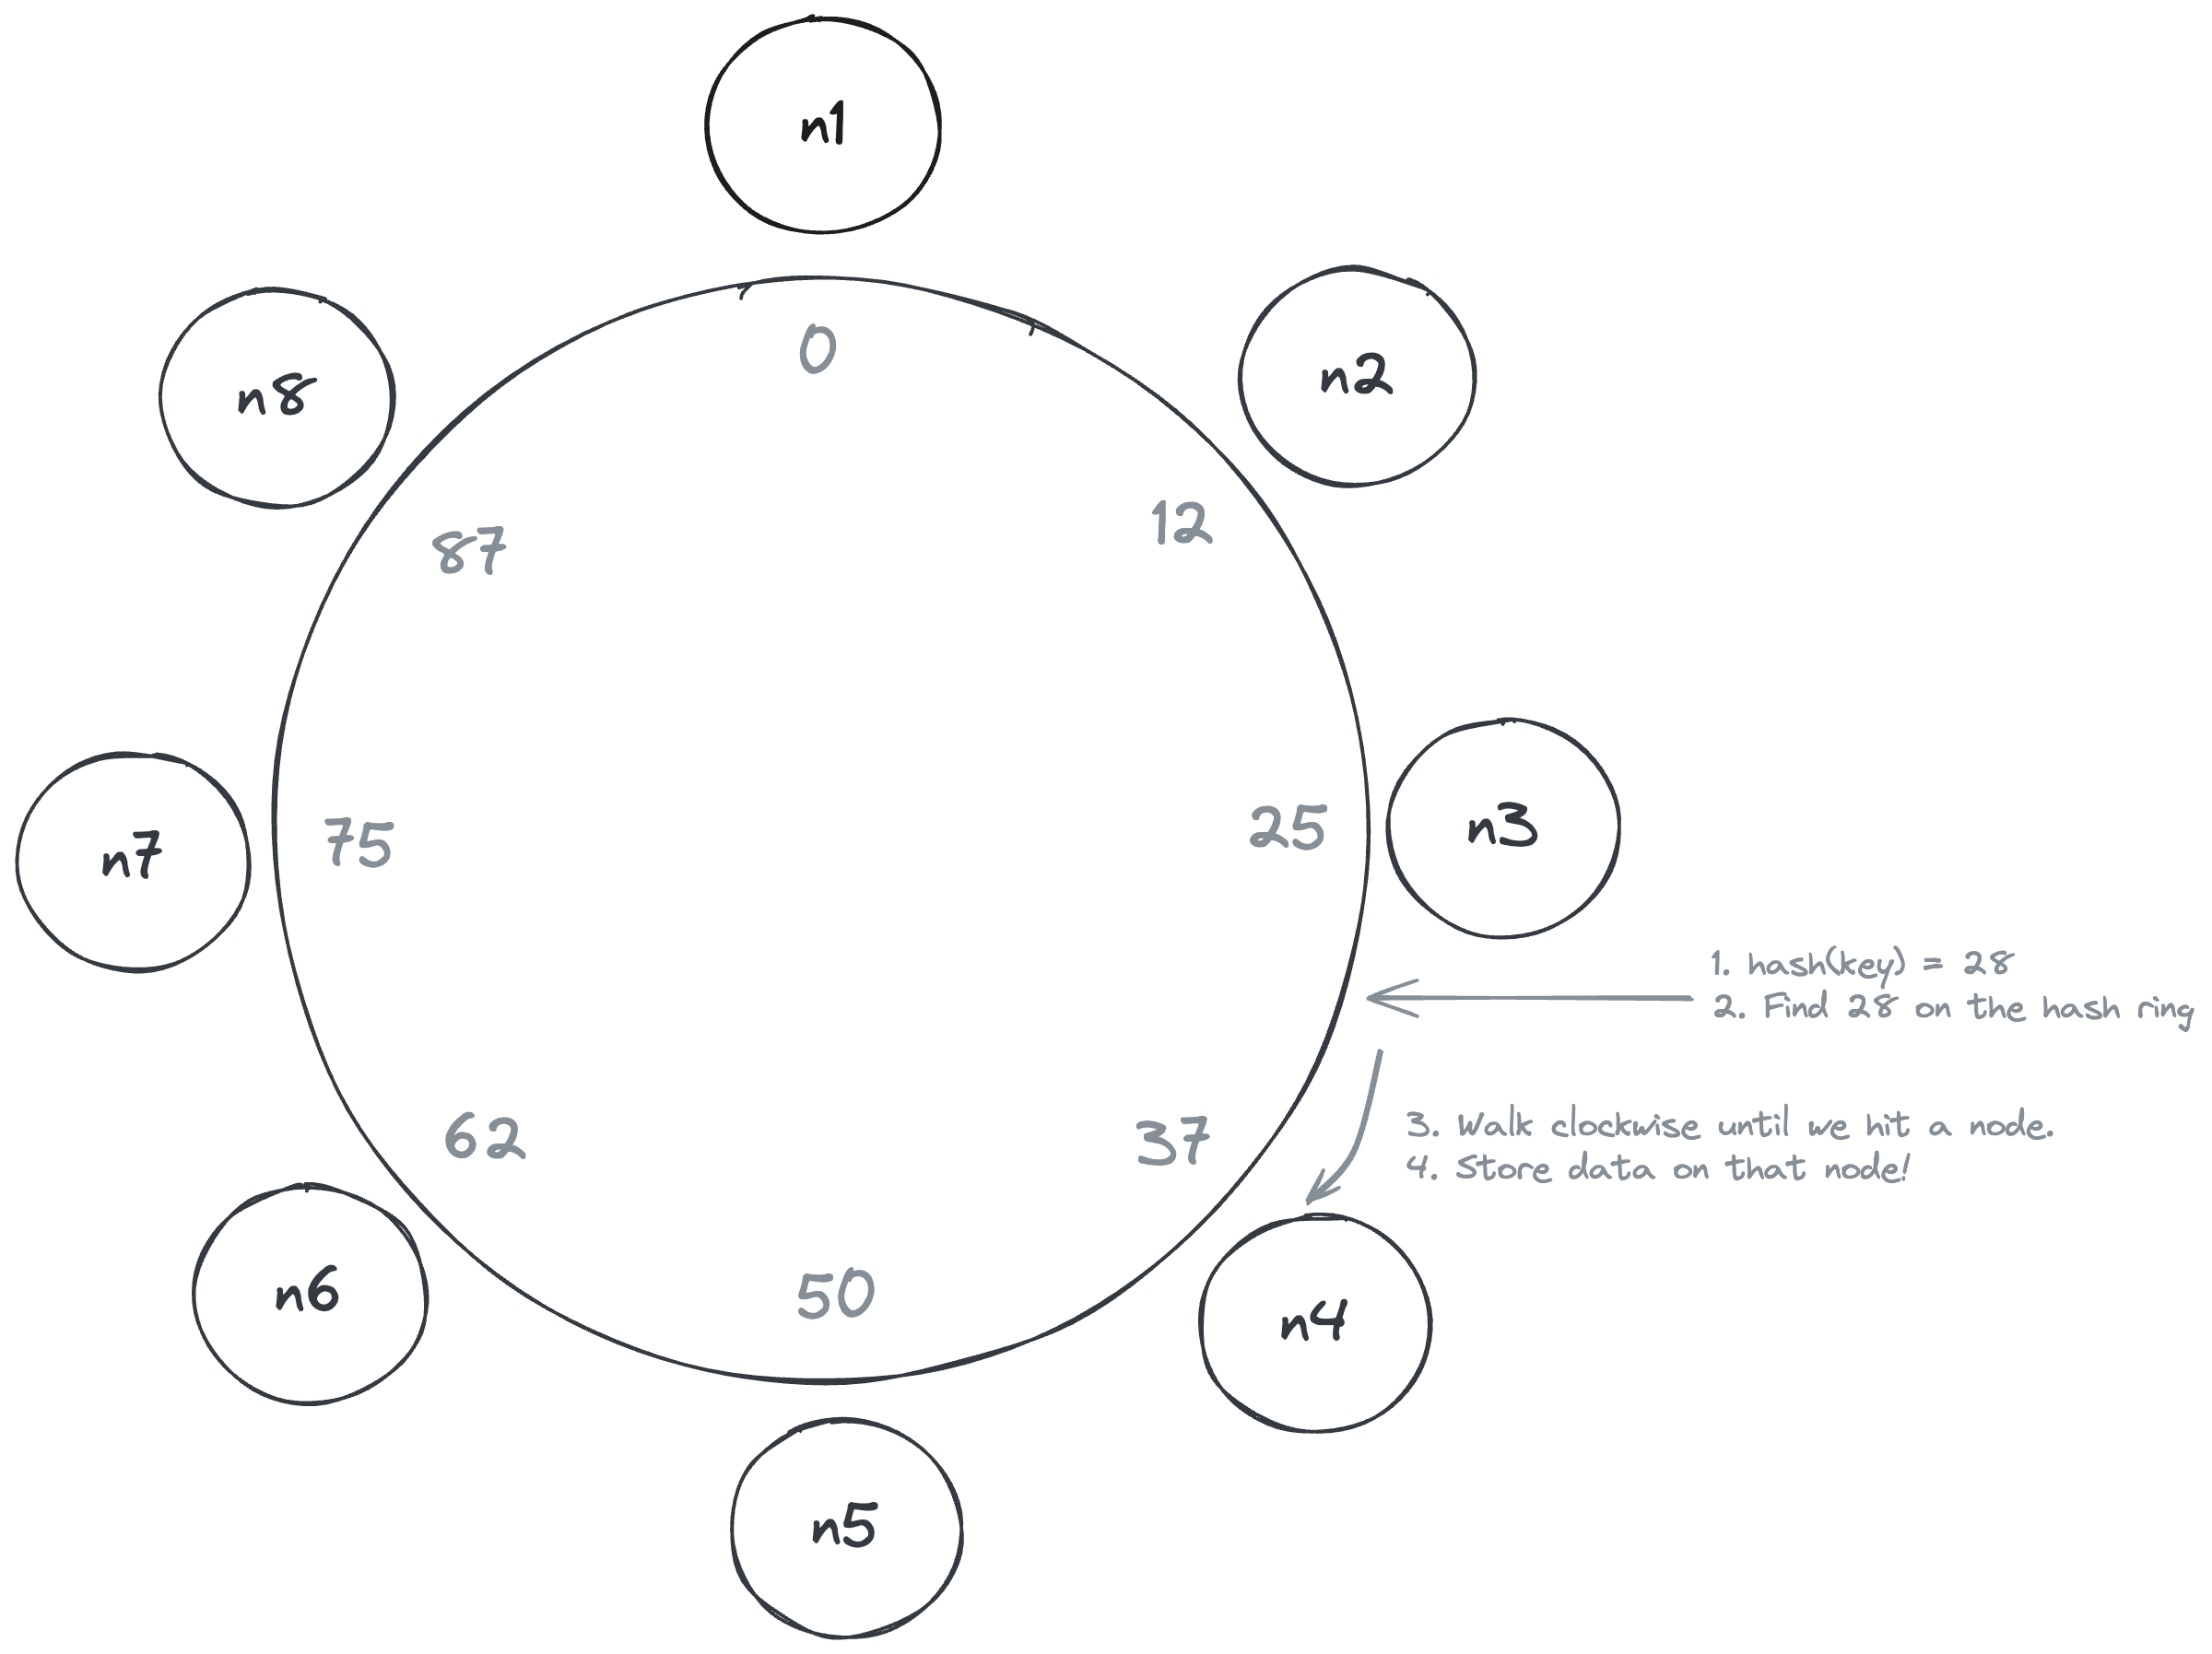 n1
n2
n8
0
12
87
n3
25
75
n7
1. hash(key) = 28
2. Find 28 on the hash ring
3. Walk clockwise until we hit a node.
4. Store data on that node!
37
62
n6
50
n4
n5